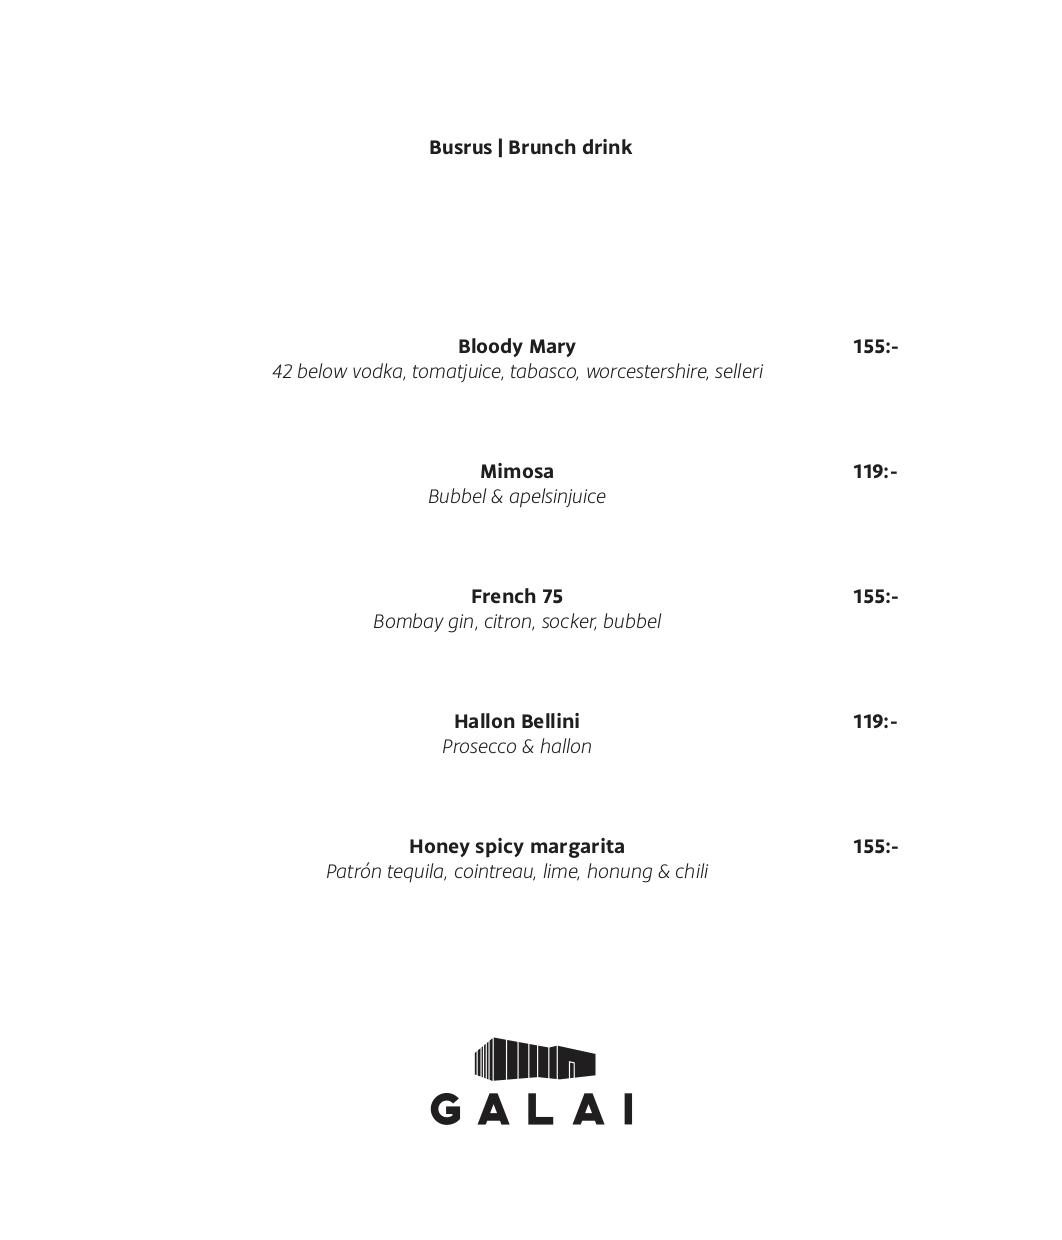 Busrus | Brunch drink
Bloody Mary 155:-
42 below vodka, tomatjuice, tabasco, worcestershire, selleri
Mimosa 119:-
Bubbel & apelsinjuice
French 75 155:-
Bombay gin, citron, socker, bubbel
Hallon Bellini 119:-
Prosecco & hallon
Honey spicy margarita 155:-
Patrón tequila, cointreau, lime, honung & chili
GALAI